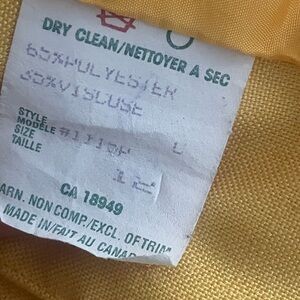 DRY CLEAN/NETTOYER A SEC
65%POLYESTER
35%VISCOSE
STYLE
MODELE
SIZE
TAILLE
L
12
CA 18949
ARN. NON COMP./EXCL. OF TRIM
MADE IN/FAIT AU CANAD